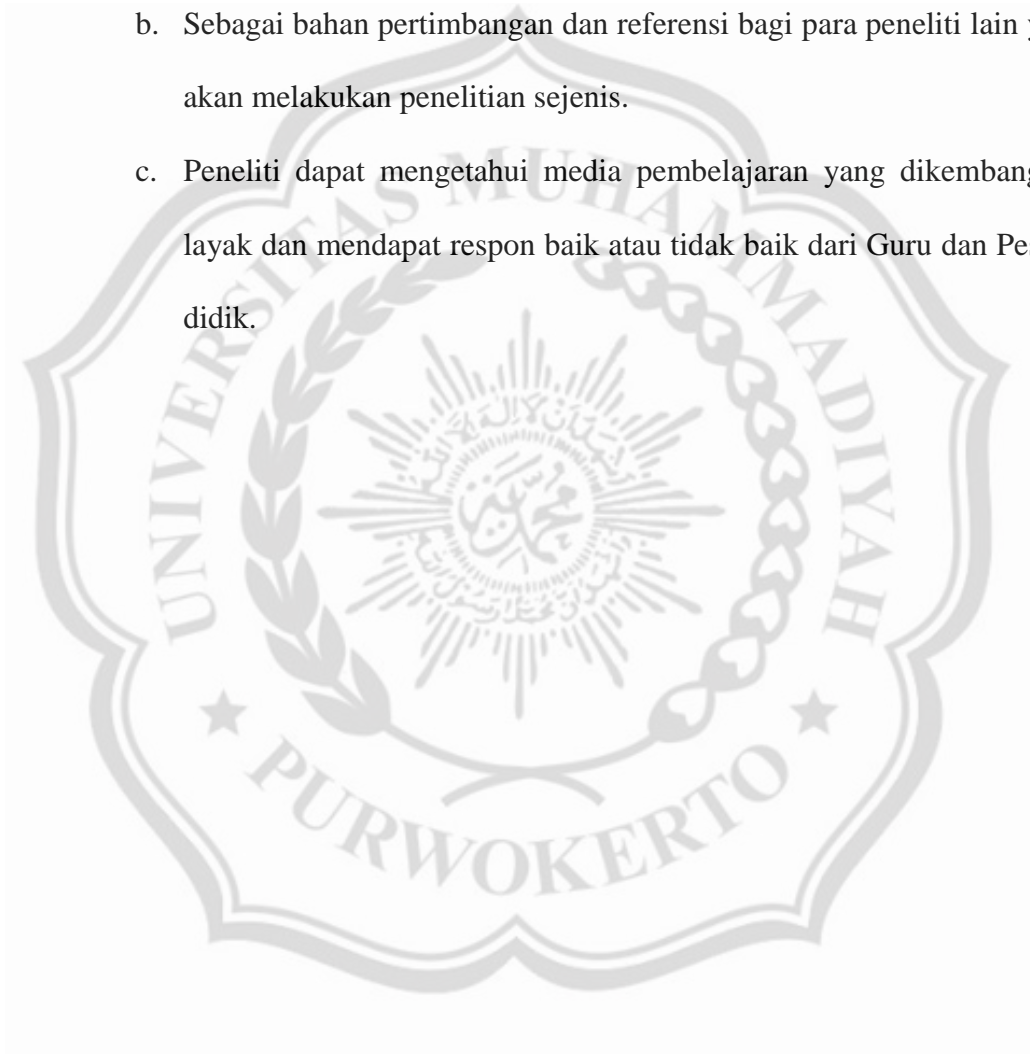 b. Sebagai bahan pertimbangan dan referensi bagi para peneliti lain
akan melakukan penelitian sejenis.
c. Peneliti dapat mengetahui media pembelajaran yang
layak dan mendapat respon baik atau tidak baik dari Guru dan
didik.
UNIVERSITAS MUHAMMADIYAH
PURWOKERTO